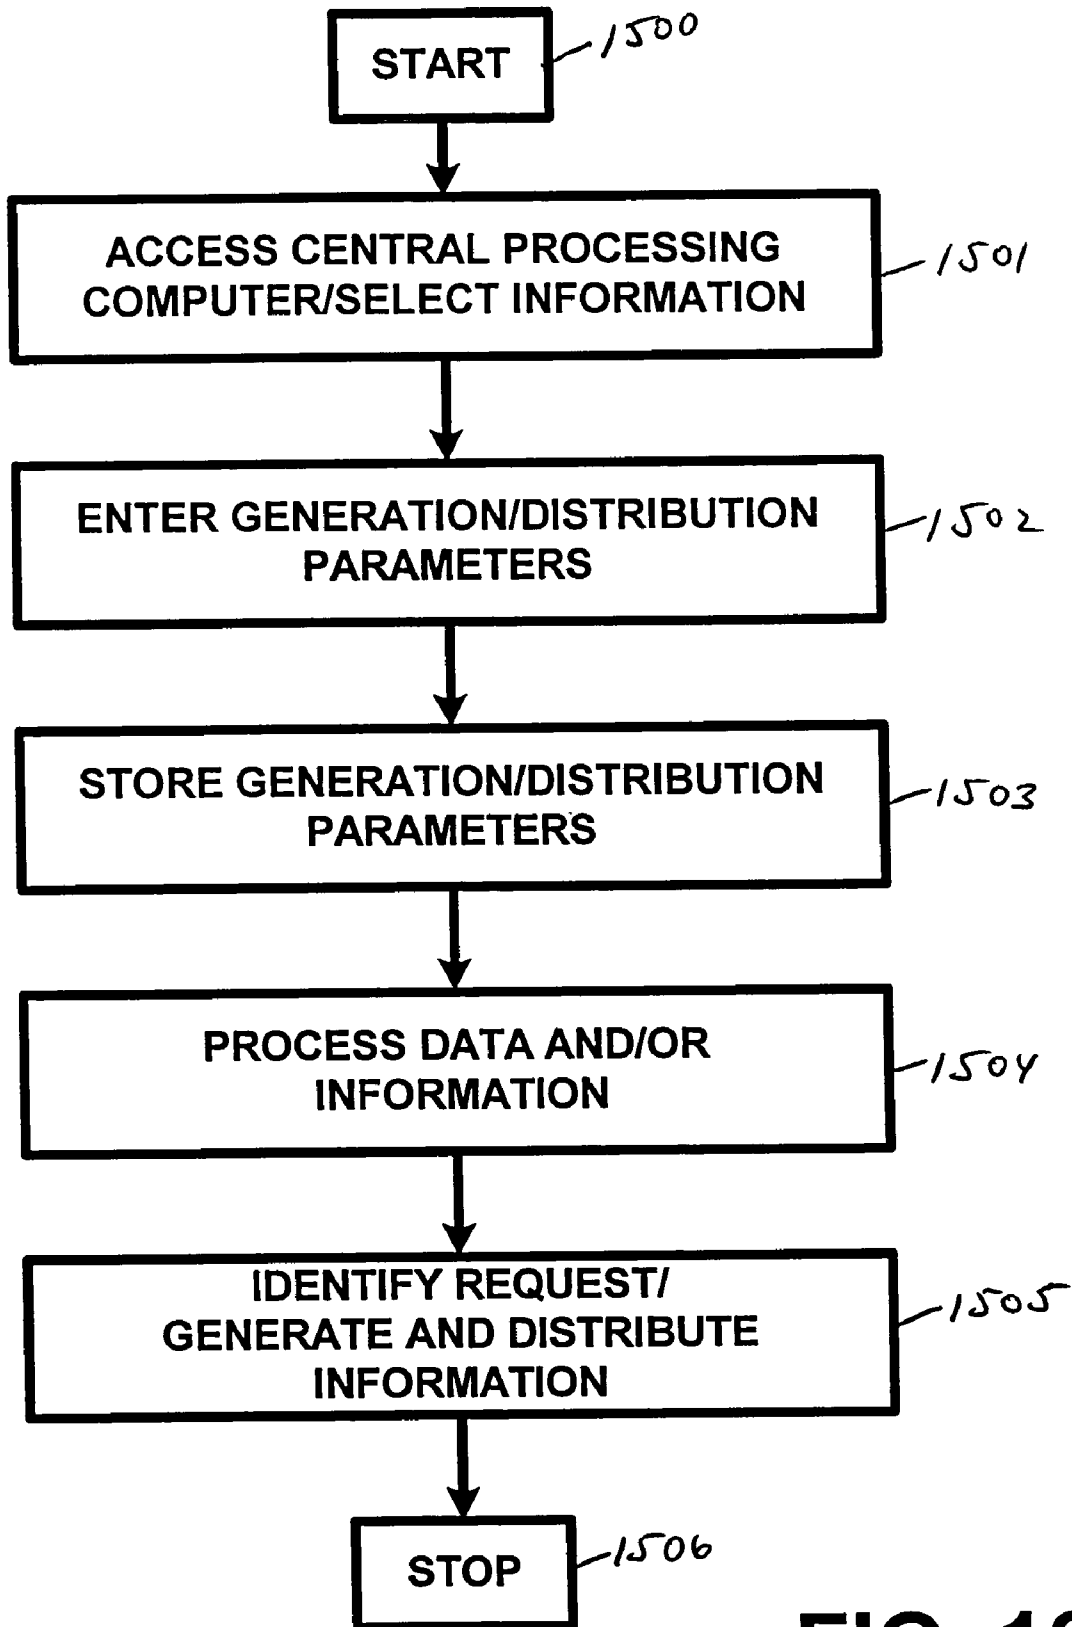 START
1500
ACCESS CENTRAL PROCESSING
COMPUTER/SELECT INFORMATION
1501
ENTER GENERATION/DISTRIBUTION
PARAMETERS
1502
STORE GENERATION/DISTRIBUTION
PARAMETERS
1503
PROCESS DATA AND/OR
INFORMATION
1504
IDENTIFY REQUEST/
GENERATE AND DISTRIBUTE
INFORMATION
1505
STOP
1506